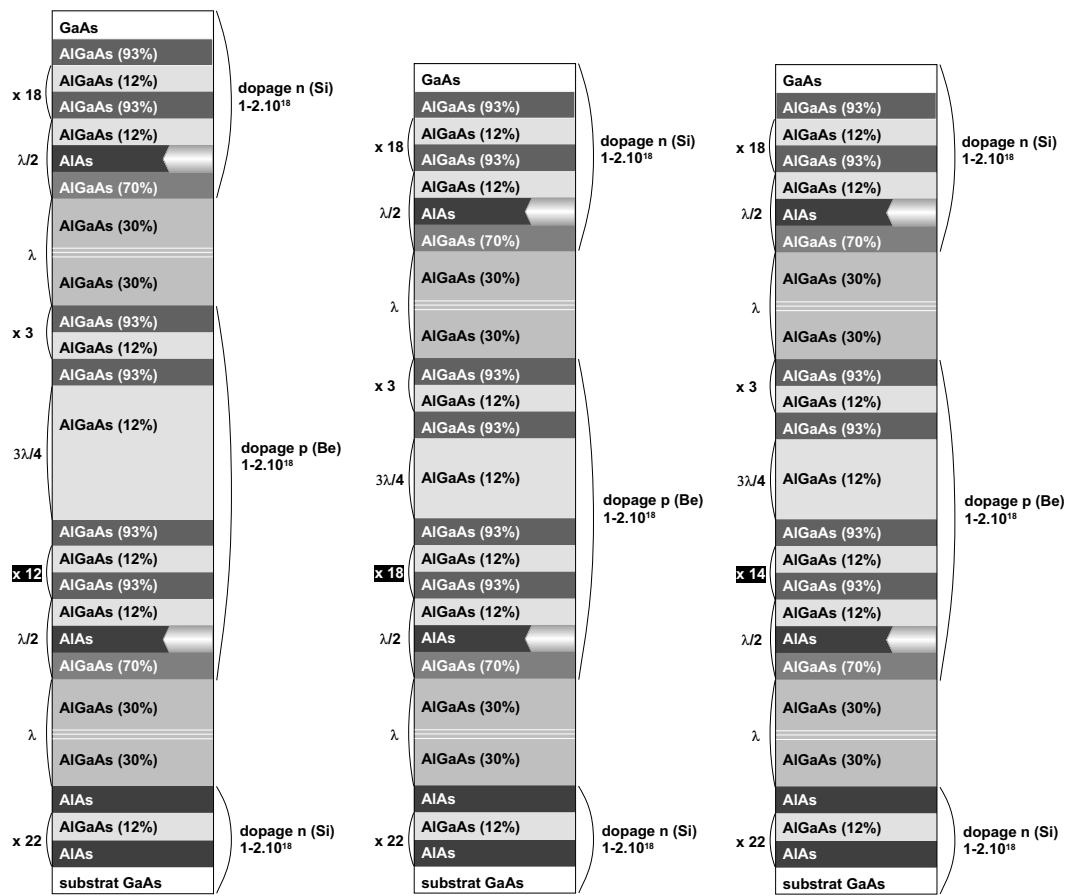 GaAs
AlGaAs (93%)
AlGaAs (12%)
x 18
AlGaAs (93%)
AlGaAs (12%)
λ/2
AlAs
AlGaAs (70%)
dopage n (Si)
1-2.10¹⁸
AlGaAs (30%)
λ
AlGaAs (30%)
AlGaAs (93%)
x 3
AlGaAs (12%)
AlGaAs (93%)
AlGaAs (12%)
3λ/4
dopage p (Be)
1-2.10¹⁸
AlGaAs (93%)
AlGaAs (12%)
x 12
AlGaAs (93%)
AlGaAs (12%)
λ/2
AlAs
AlGaAs (70%)
AlGaAs (30%)
λ
AlGaAs (30%)
AlAs
AlGaAs (12%)
x 22
AlAs
dopage n (Si)
1-2.10¹⁸
substrat GaAs
GaAs
AlGaAs (93%)
AlGaAs (12%)
x 18
AlGaAs (93%)
AlGaAs (12%)
λ/2
AlAs
AlGaAs (70%)
dopage n (Si)
1-2.10¹⁸
AlGaAs (30%)
λ
AlGaAs (30%)
AlGaAs (93%)
x 3
AlGaAs (12%)
AlGaAs (93%)
3λ/4
AlGaAs (12%)
dopage p (Be)
1-2.10¹⁸
AlGaAs (93%)
AlGaAs (12%)
x 18
AlGaAs (93%)
AlGaAs (12%)
λ/2
AlAs
AlGaAs (70%)
AlGaAs (30%)
λ
AlGaAs (30%)
AlAs
AlGaAs (12%)
x 22
AlAs
dopage n (Si)
1-2.10¹⁸
substrat GaAs
GaAs
AlGaAs (93%)
AlGaAs (12%)
x 18
AlGaAs (93%)
AlGaAs (12%)
λ/2
AlAs
AlGaAs (70%)
dopage n (Si)
1-2.10¹⁸
AlGaAs (30%)
λ
AlGaAs (30%)
AlGaAs (93%)
x 3
AlGaAs (12%)
AlGaAs (93%)
3λ/4
AlGaAs (12%)
dopage p (Be)
1-2.10¹⁸
AlGaAs (93%)
AlGaAs (12%)
x 14
AlGaAs (93%)
AlGaAs (12%)
λ/2
AlAs
AlGaAs (70%)
AlGaAs (30%)
λ
AlGaAs (30%)
AlAs
AlGaAs (12%)
x 22
AlAs
dopage n (Si)
1-2.10¹⁸
substrat GaAs